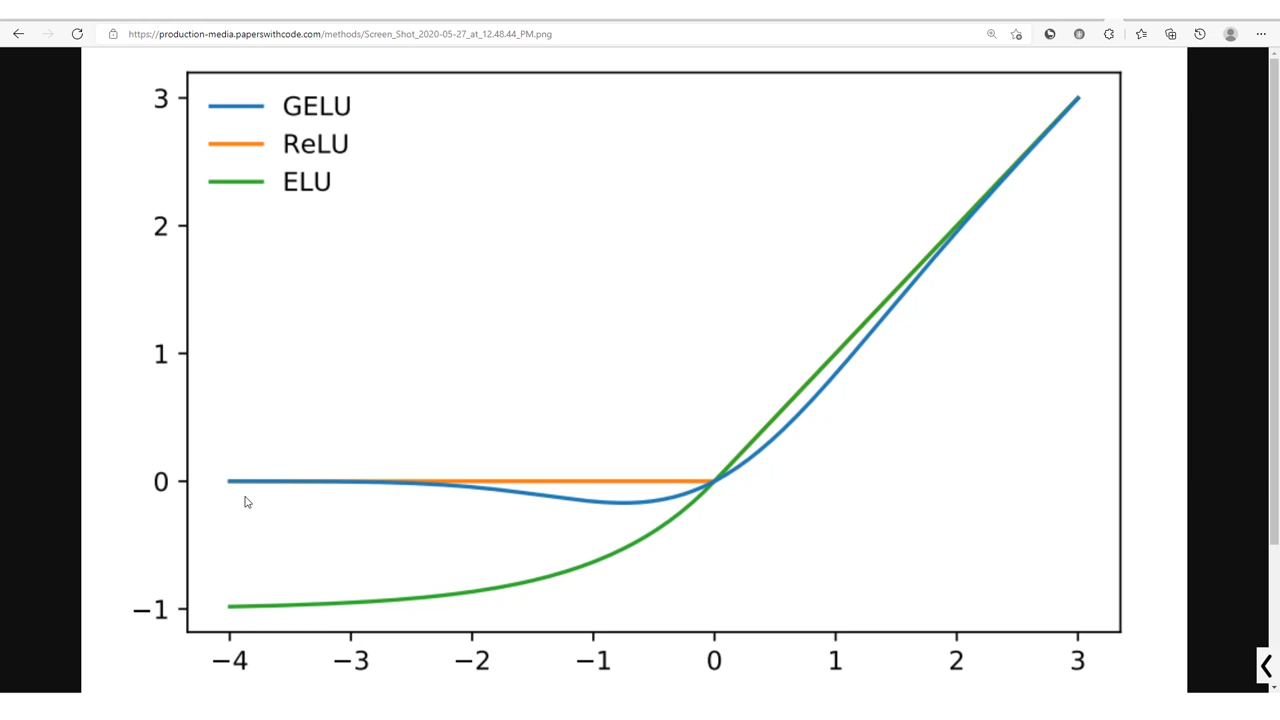 https://production-media.paperswithcode.com/methods/Screen_Shot_2020-05-27_at_12.48.44_PM.png
GELU
ReLU
ELU
3
2
1
0
−1
−4 −3 −2 −1 0 1 2 3